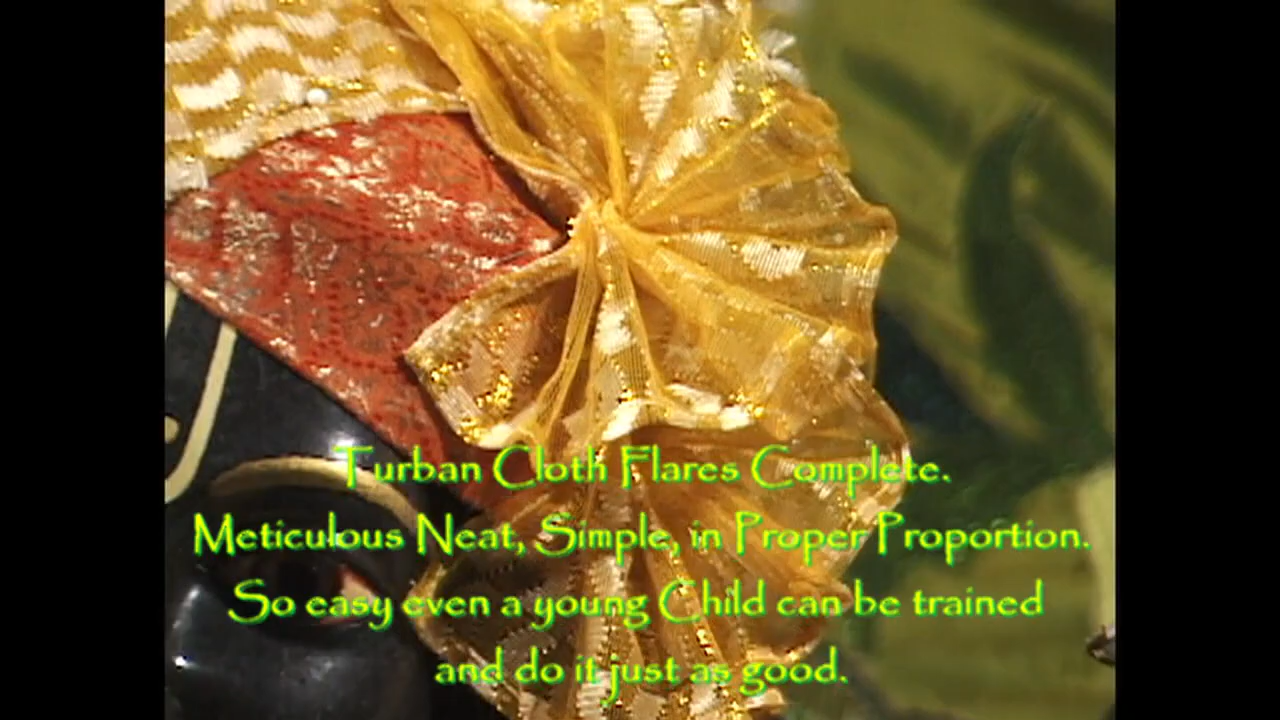 Turban Cloth Flares Complete.
Meticulous Neat, Simple, in Proper Proportion.
So easy even a young Child can be trained
and do it just as good.